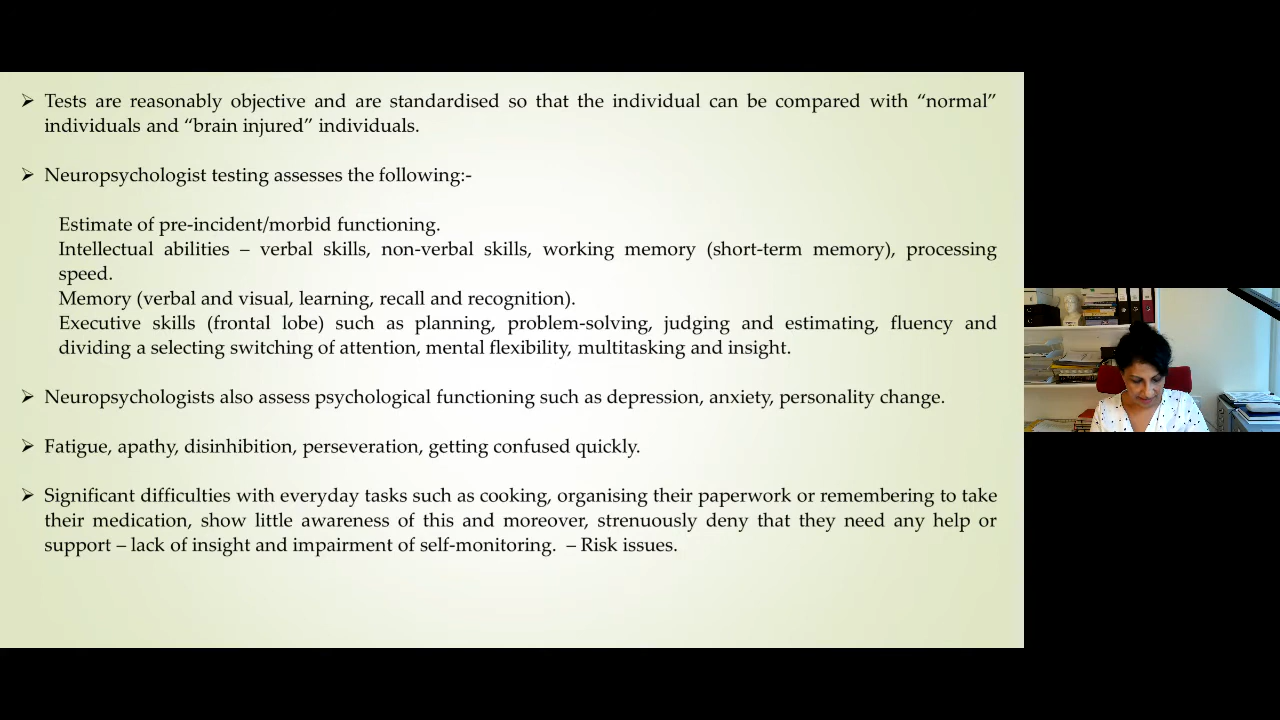 ➢ Tests are reasonably objective and are standardised so that the individual can be compared with “normal”
individuals and “brain injured” individuals.
➢ Neuropsychologist testing assesses the following:-
Estimate of pre-incident/morbid functioning.
Intellectual abilities – verbal skills, non-verbal skills, working memory (short-term memory), processing
speed.
Memory (verbal and visual, learning, recall and recognition).
Executive skills (frontal lobe) such as planning, problem-solving, judging and estimating, fluency and
dividing a selecting switching of attention, mental flexibility, multitasking and insight.
➢ Neuropsychologists also assess psychological functioning such as depression, anxiety, personality change.
➢ Fatigue, apathy, disinhibition, perseveration, getting confused quickly.
➢ Significant difficulties with everyday tasks such as cooking, organising their paperwork or remembering to take
their medication, show little awareness of this and moreover, strenuously deny that they need any help or
support – lack of insight and impairment of self-monitoring. – Risk issues.